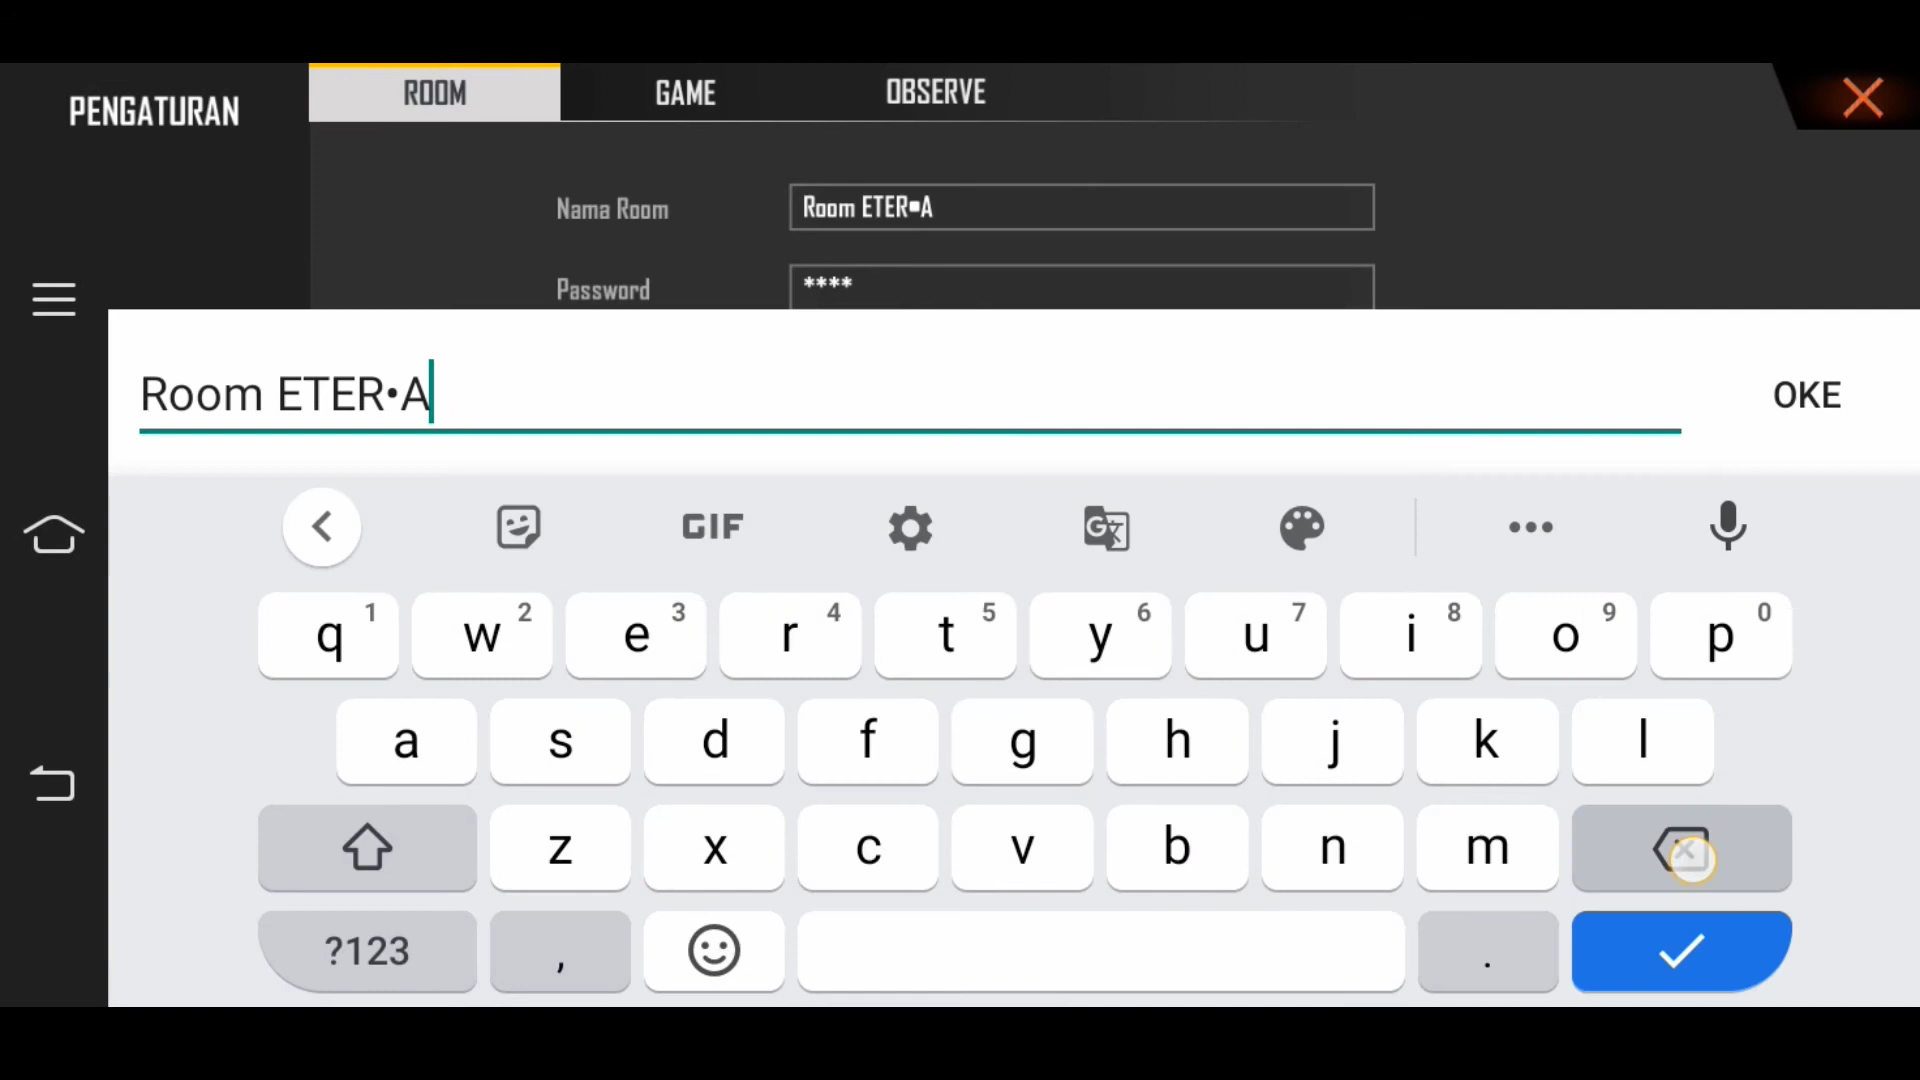 PENGATURAN
ROOM
GAME
OBSERVE
Nama Room
Room ETER•A
Password
****
Room ETER•A
OKE
GIF
G
q 1 w 2 e 3 r 4 t 5 y 6 u 7 i 8 o 9 p 0
a s d f g h j k l
z x c v b n m
?123 , .